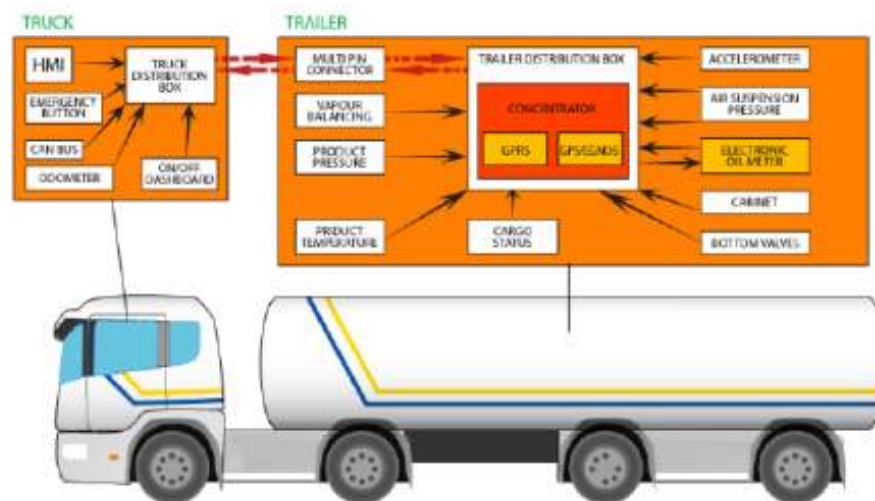 TRUCK
HMI
TRUCK
DISTRIBUTION
BOX
EMERGENCY
BUTTON
CAN BUS
ODOMETER
ON/OFF
DASHBOARD
TRAILER
MULTI PIN
CONNECTOR
VAPOUR
BALANCING
PRODUCT
PRESSURE
PRODUCT
TEMPERATURE
TRAILER DISTRIBUTION BOX
CONCENTRATOR
GPRS
GPS/EGNOS
CARGO
STATUS
ACCELEROMETER
AIR SUSPENSION
PRESSURE
ELECTRONIC
OIL METER
CABINET
BOTTOM VALVES